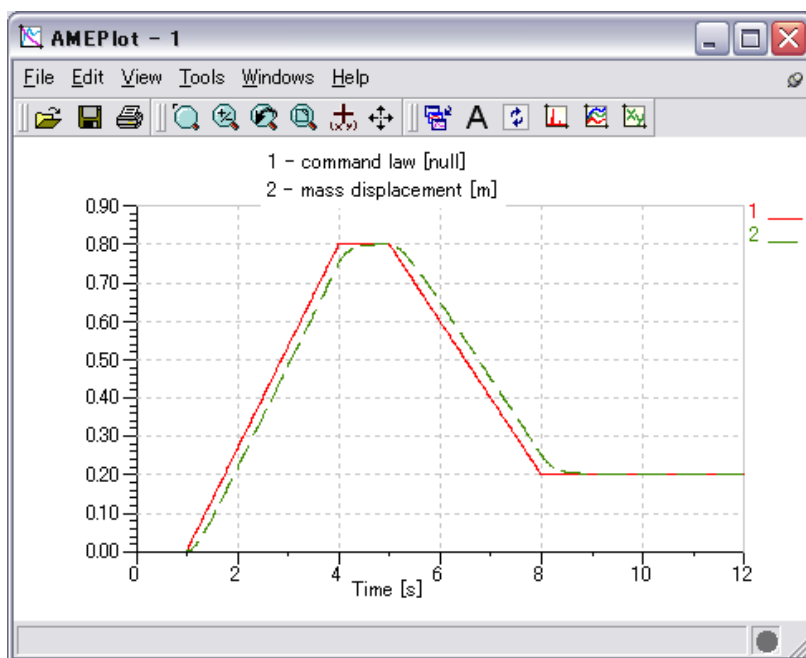 AMEPlot - 1
File Edit View Tools Windows Help
(x,y) A xy
1 - command law [null]
2 - mass displacement [m]
1
2
0.90
0.80
0.70
0.60
0.50
0.40
0.30
0.20
0.10
0.00
0 2 4 6 8 10 12
Time [s]